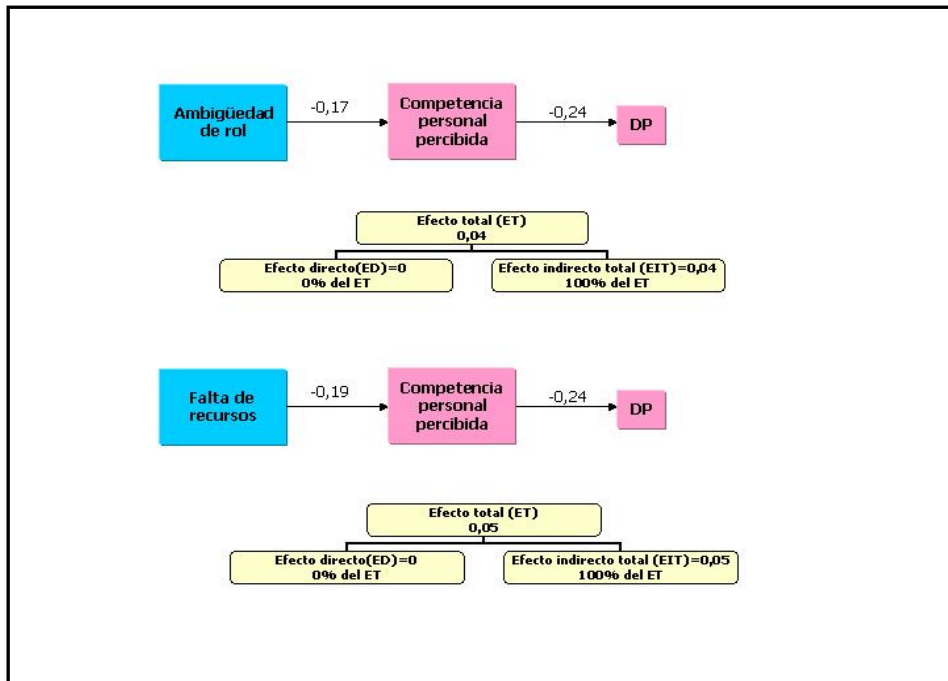 Ambigüedad
de rol
-0,17
Competencia
personal
percibida
-0,24
DP
Efecto total (ET)
0,04
Efecto directo(ED)=0
0% del ET
Efecto indirecto total (EIT)=0,04
100% del ET
Falta de
recursos
-0,19
Competencia
personal
percibida
-0,24
DP
Efecto total (ET)
0,05
Efecto directo(ED)=0
0% del ET
Efecto indirecto total (EIT)=0,05
100% del ET